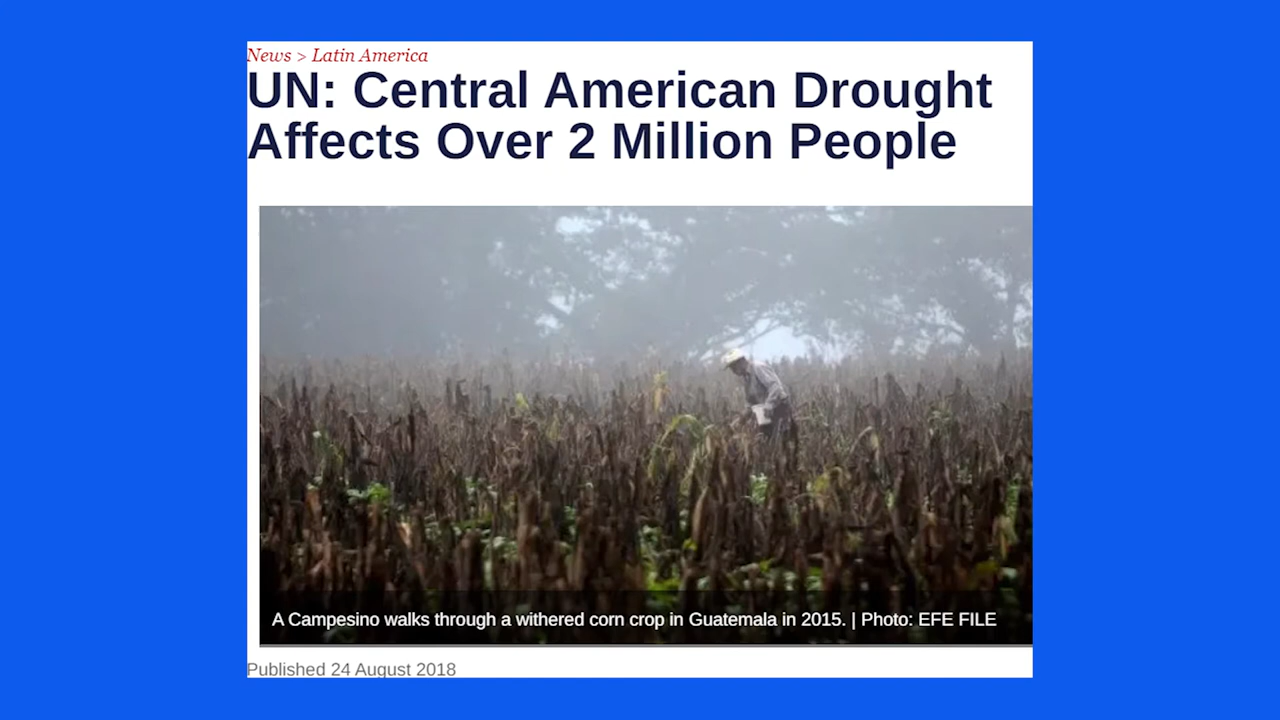 News > Latin America
UN: Central American Drought
Affects Over 2 Million People
A Campesino walks through a withered corn crop in Guatemala in 2015. | Photo: EFE FILE
Published 24 August 2018